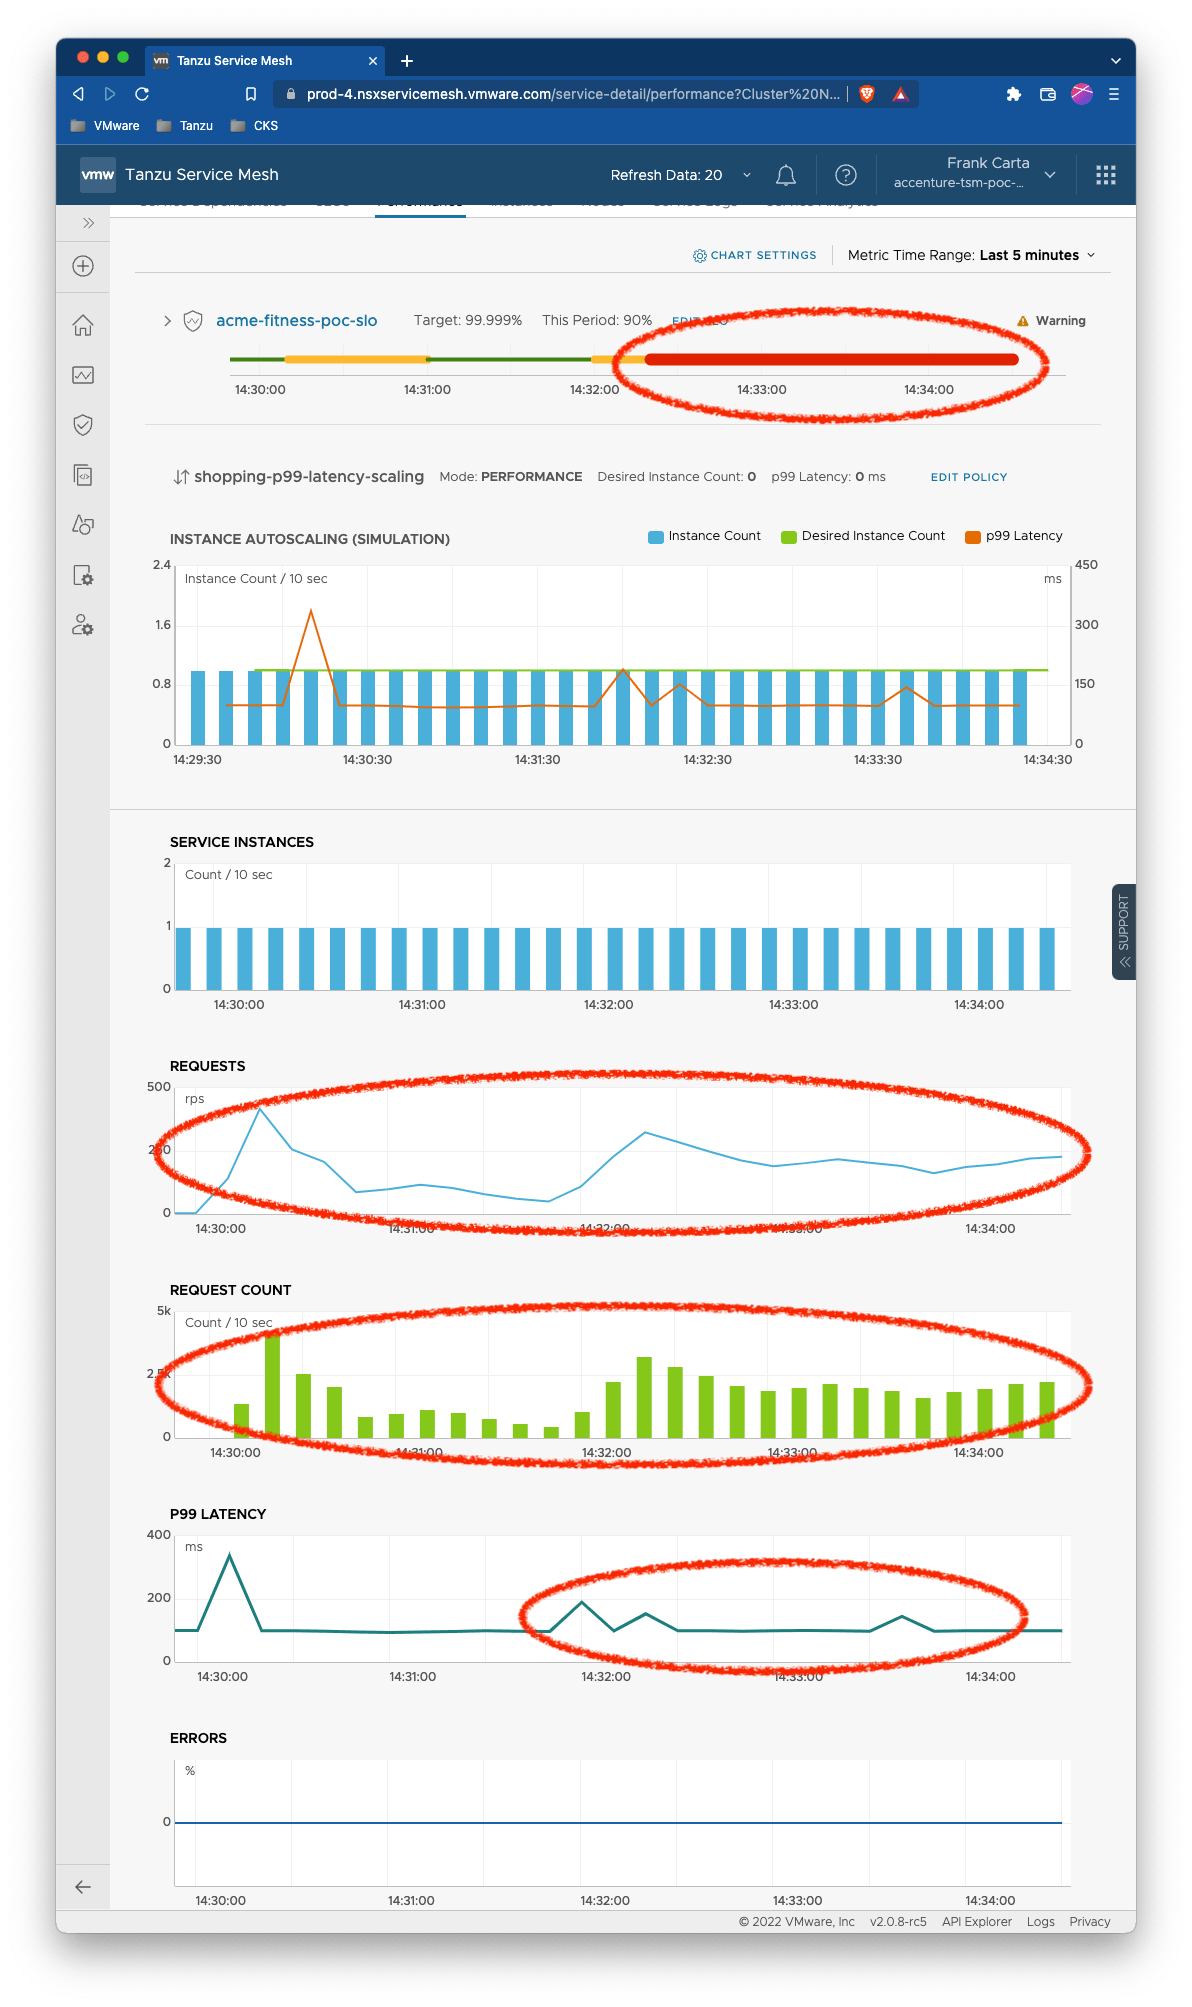 vm Tanzu Service Mesh
prod-4.nsxservicemesh.vmware.com/service-detail/performance?Cluster%20N...
VMware Tanzu CKS
vmw Tanzu Service Mesh Refresh Data: 20 Frank Carta
accenture-tsm-poc-...
Service Dependencies Performance Instances Nodes Service Logs Service Analytics
CHART SETTINGS Metric Time Range: Last 5 minutes
acme-fitness-poc-slo Target: 99.999% This Period: 90% EDIT SLO Warning
14:30:00 14:31:00 14:32:00 14:33:00 14:34:00
shopping-p99-latency-scaling Mode: PERFORMANCE Desired Instance Count: 0 p99 Latency: 0 ms EDIT POLICY
INSTANCE AUTOSCALING (SIMULATION) Instance Count Desired Instance Count p99 Latency
2.4 450
Instance Count / 10 sec ms
1.6 300
0.8 150
0 0
14:29:30 14:30:30 14:31:30 14:32:30 14:33:30 14:34:30
SERVICE INSTANCES
2
Count / 10 sec
1
SUPPORT
0
14:30:00 14:31:00 14:32:00 14:33:00 14:34:00
REQUESTS
500
rps
250
0
14:30:00 14:31:00 14:32:00 14:33:00 14:34:00
REQUEST COUNT
5k
Count / 10 sec
2.5k
0
14:30:00 14:31:00 14:32:00 14:33:00 14:34:00
P99 LATENCY
400
ms
200
0
14:30:00 14:31:00 14:32:00 14:33:00 14:34:00
ERRORS
%
0
14:30:00 14:31:00 14:32:00 14:33:00 14:34:00
© 2022 VMware, Inc v2.0.8-rc5 API Explorer Logs Privacy